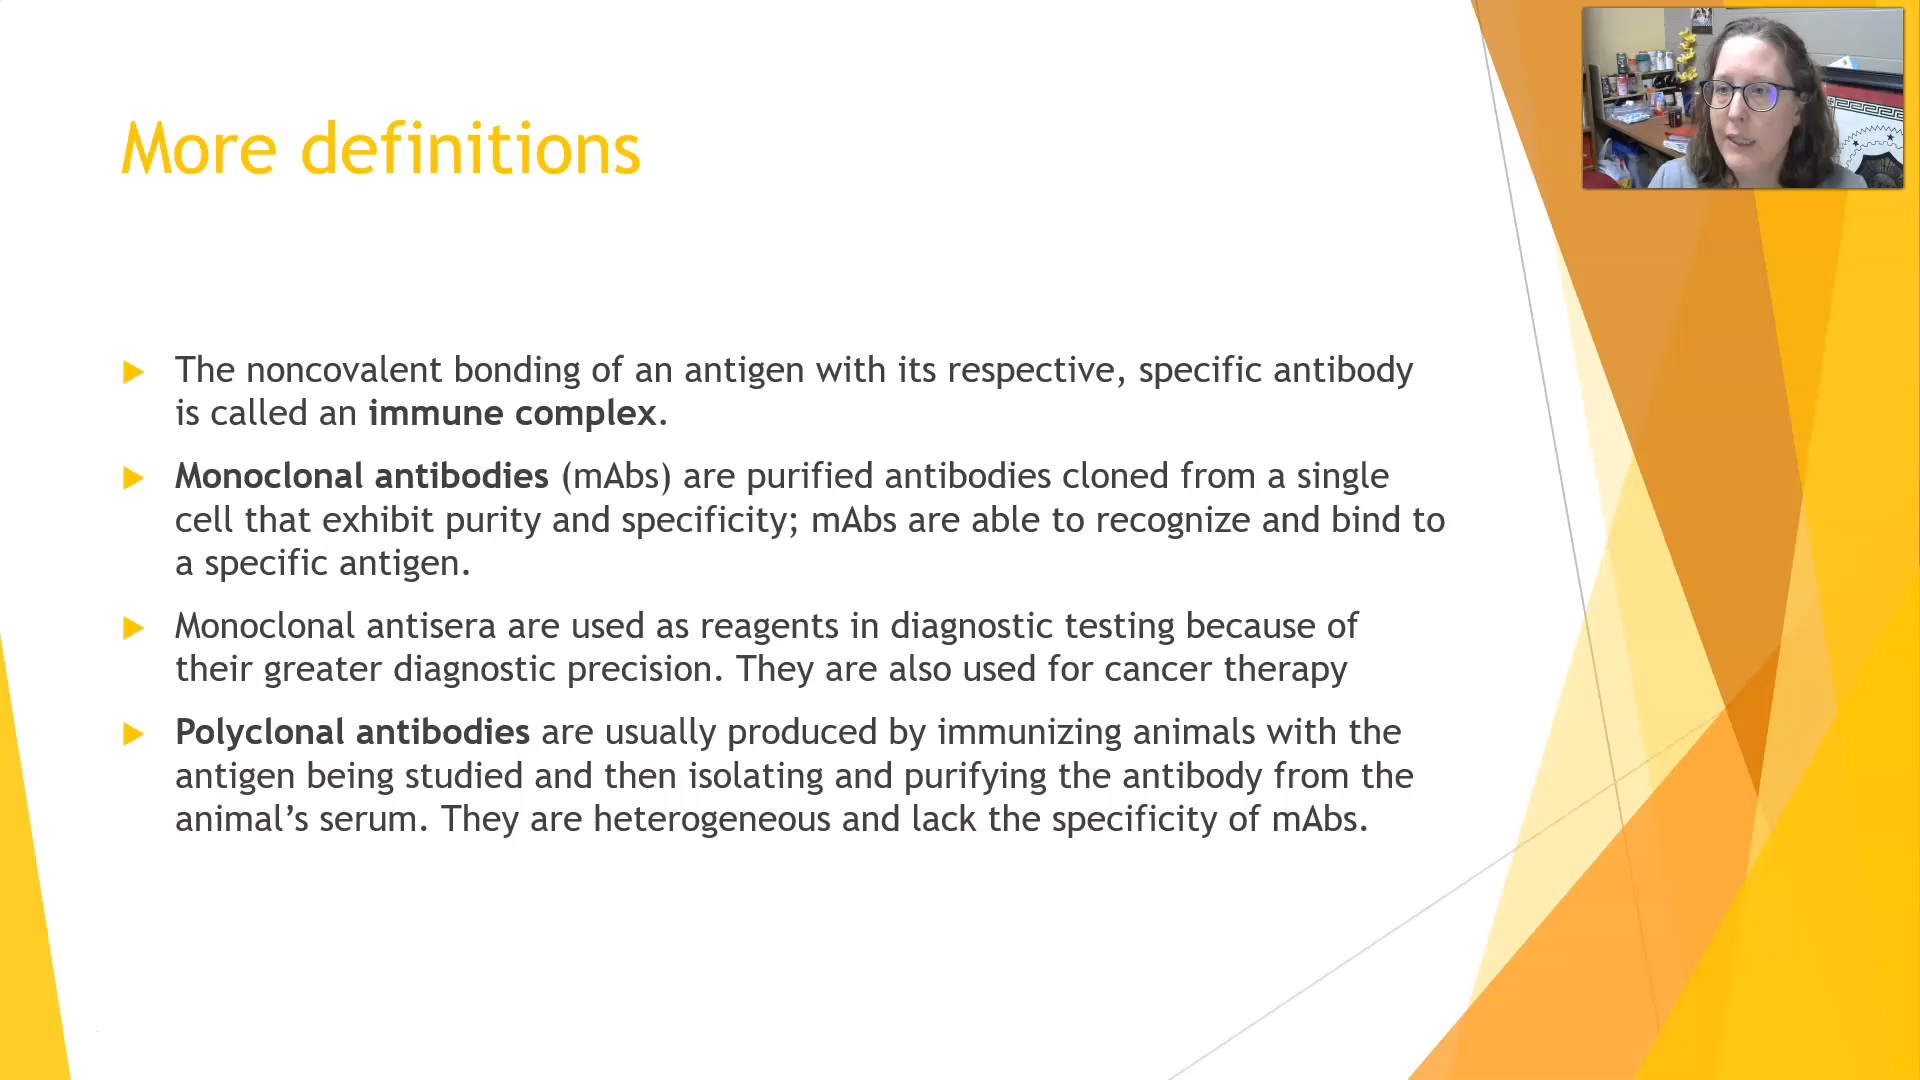 More definitions
The noncovalent bonding of an antigen with its respective, specific antibody
is called an immune complex.
Monoclonal antibodies (mAbs) are purified antibodies cloned from a single
cell that exhibit purity and specificity; mAbs are able to recognize and bind to
a specific antigen.
Monoclonal antisera are used as reagents in diagnostic testing because of
their greater diagnostic precision. They are also used for cancer therapy
Polyclonal antibodies are usually produced by immunizing animals with the
antigen being studied and then isolating and purifying the antibody from the
animal’s serum. They are heterogeneous and lack the specificity of mAbs.